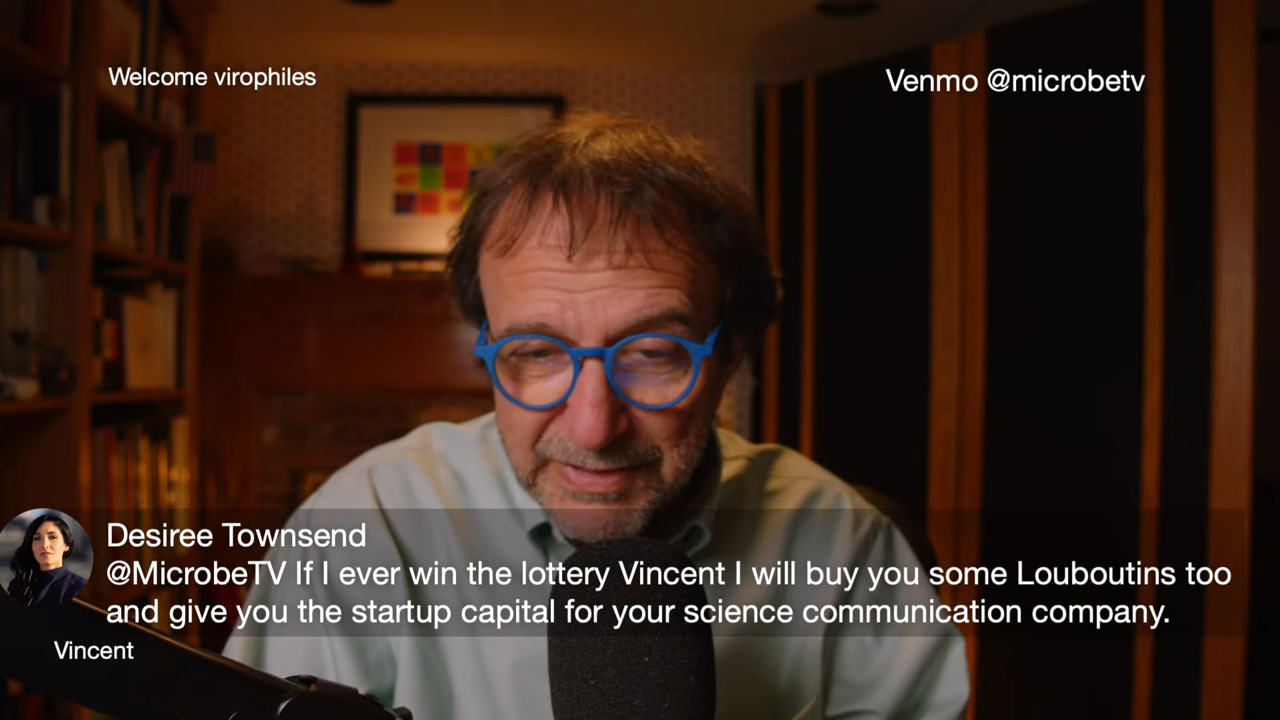 Welcome virophiles
Venmo @microbetv
Desiree Townsend
@MicrobeTV If I ever win the lottery Vincent I will buy you some Louboutins too
and give you the startup capital for your science communication company.
Vincent